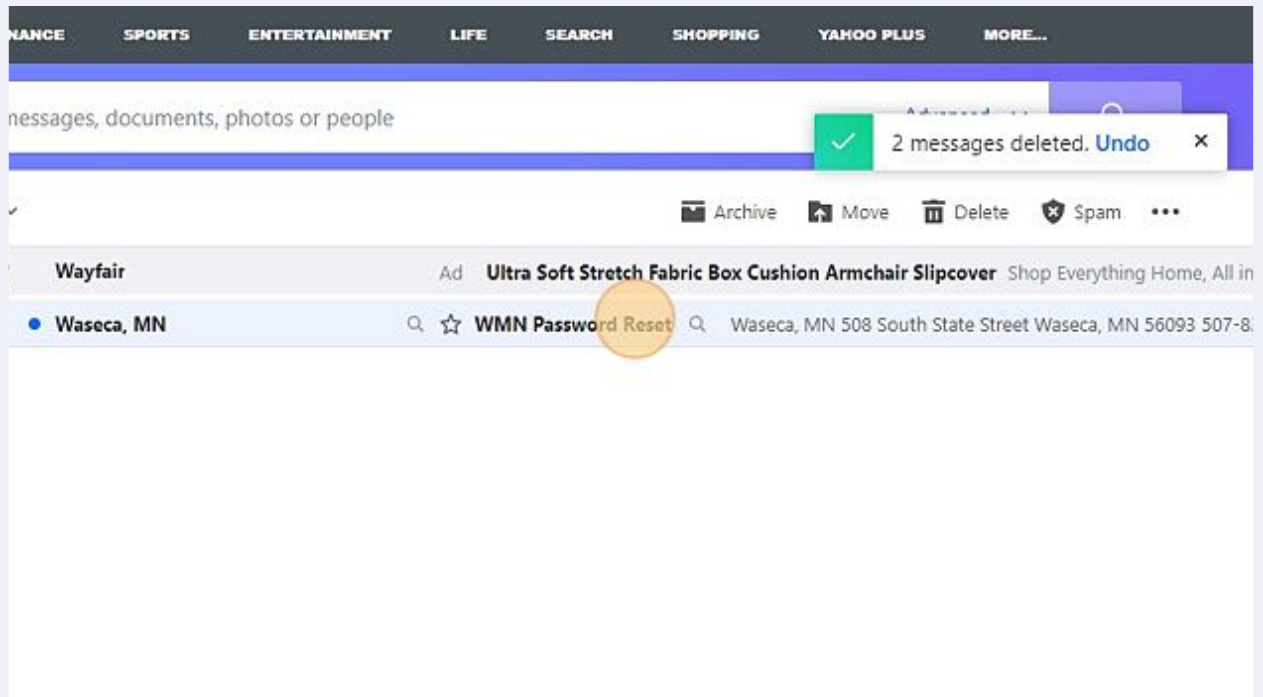 NANCE SPORTS ENTERTAINMENT LIFE SEARCH SHOPPING YAHOO PLUS MORE...
messages, documents, photos or people
2 messages deleted. Undo
Archive Move Delete Spam
Wayfair Ad Ultra Soft Stretch Fabric Box Cushion Armchair Slipcover Shop Everything Home, All in
Waseca, MN WMN Password Reset Waseca, MN 508 South State Street Waseca, MN 56093 507-8